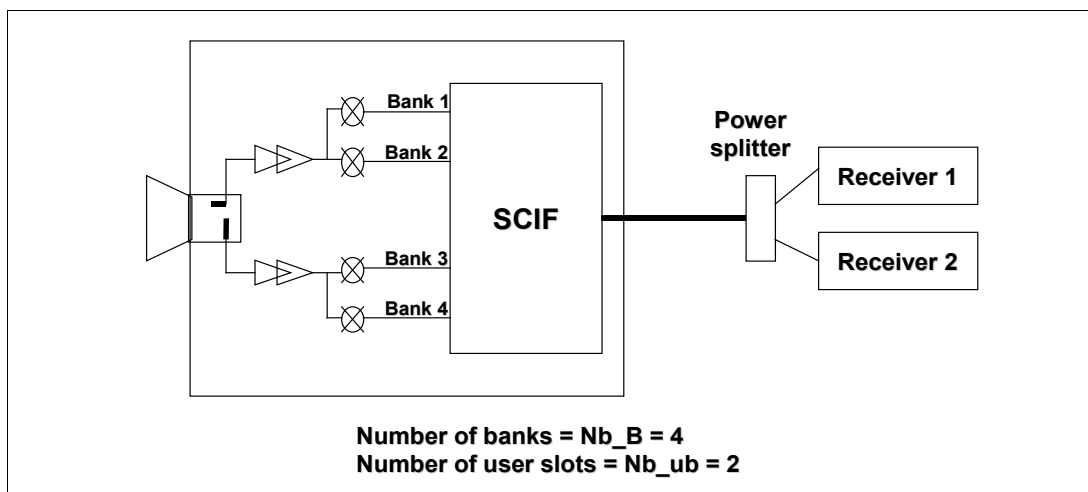 Bank 1
Bank 2
Bank 3
Bank 4
SCIF
Power
splitter
Receiver 1
Receiver 2
Number of banks = Nb_B = 4
Number of user slots = Nb_ub = 2